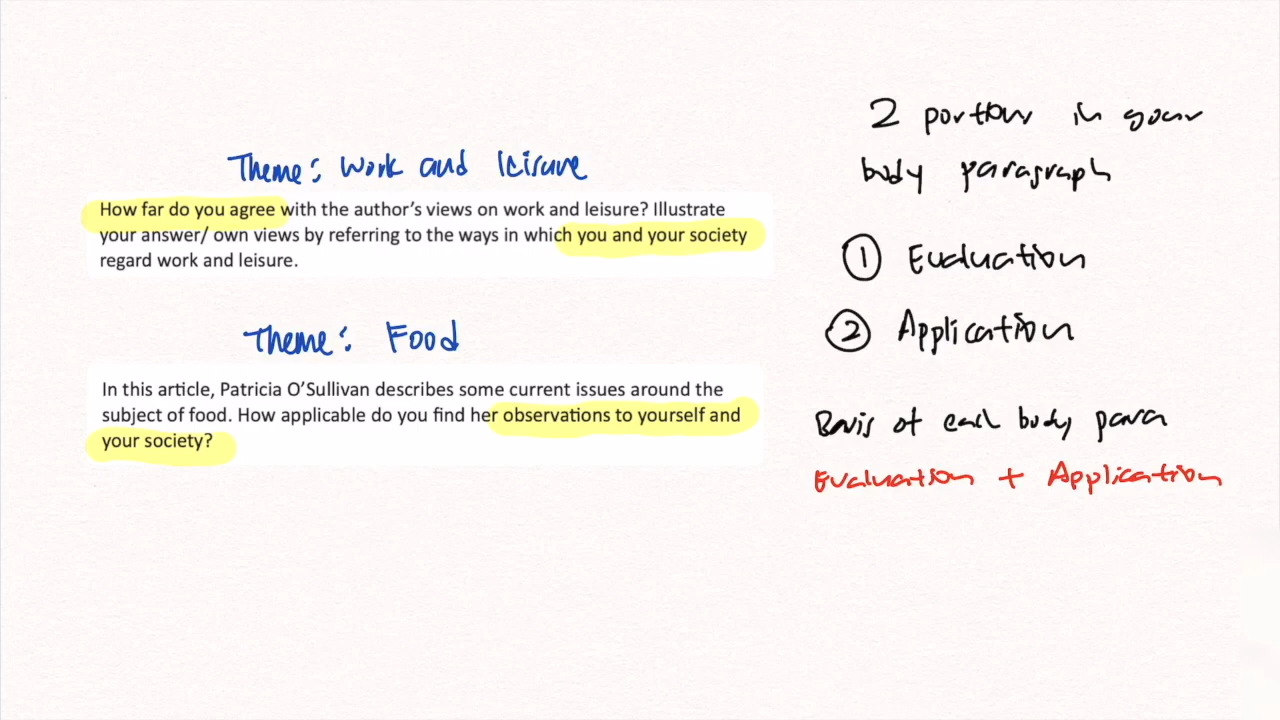 Theme: Work and leisure
How far do you agree with the author's views on work and leisure? Illustrate
your answer/ own views by referring to the ways in which you and your society
regard work and leisure.
Theme: Food
In this article, Patricia O'Sullivan describes some current issues around the
subject of food. How applicable do you find her observations to yourself and
your society?
2 portions in your
body paragraph
① Evaluation
② Application
Basis of each body para
Evaluation + Application